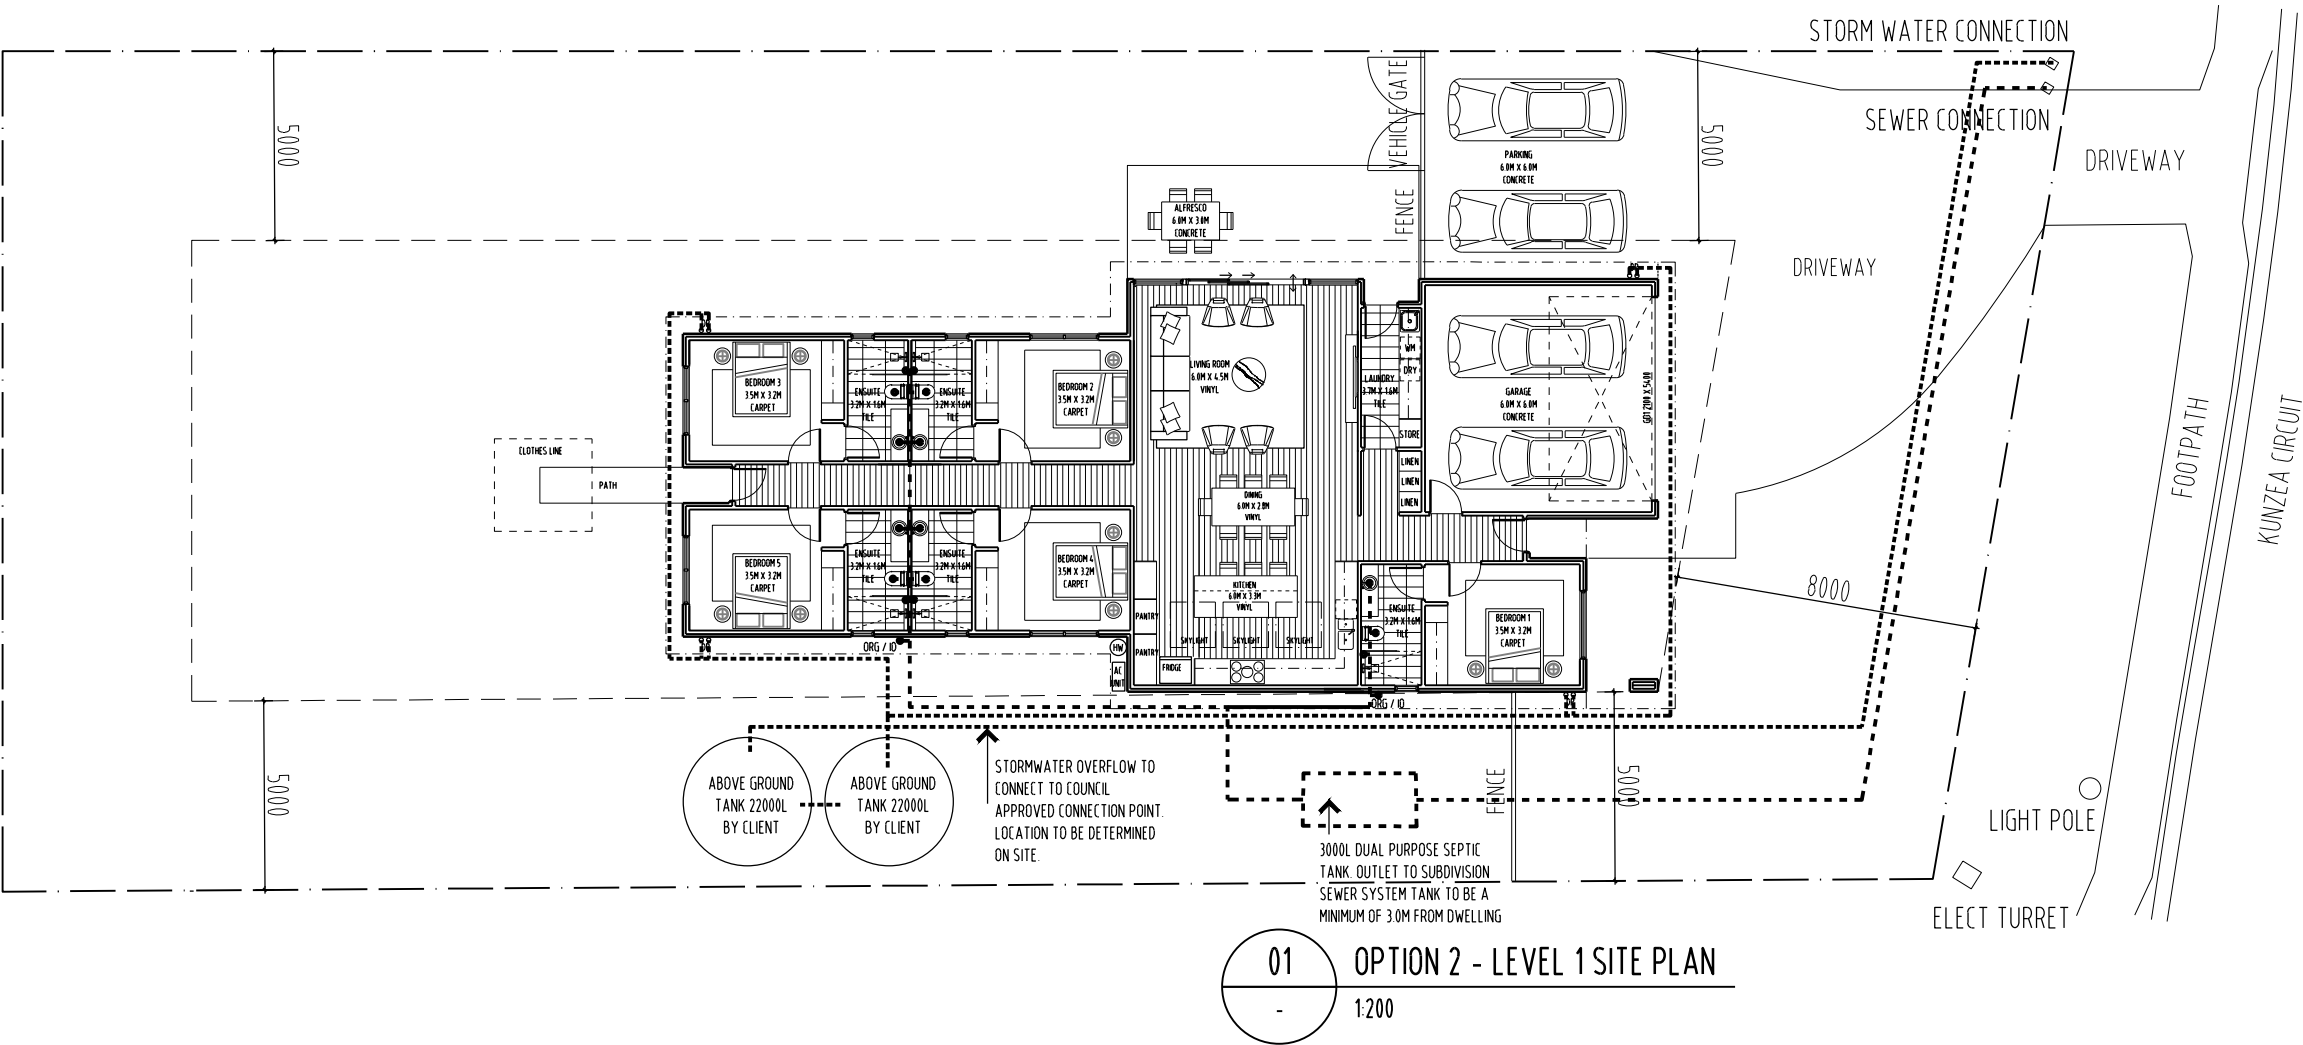 STORM WATER CONNECTION
SEWER CONNECTION
DRIVEWAY
DRIVEWAY
FOOTPATH
KUNZEA CIRCUIT
LIGHT POLE
ELECT TURRET
5000
5000
5000
5000
8000
VEHICLE GATE
FENCE
FENCE
PARKING
6.0M X 6.0M
CONCRETE
ALFRESCO
6.0M X 3.0M
CONCRETE
BEDROOM 3
3.5M X 3.2M
CARPET
ENSUITE
3.2M X 1.6M
TILE
ENSUITE
3.2M X 1.6M
TILE
BEDROOM 2
3.5M X 3.2M
CARPET
LIVING ROOM
6.0M X 4.5M
VINYL
LAUNDRY
3.7M X 1.6M
TILE
WM
DRY
STORE
LINEN
LINEN
LINEN
GARAGE
6.0M X 6.0M
CONCRETE
GD1 2100 x 5400
CLOTHES LINE
PATH
DINING
6.0M X 2.8M
VINYL
BEDROOM 5
3.5M X 3.2M
CARPET
ENSUITE
3.2M X 1.6M
TILE
ENSUITE
3.2M X 1.6M
TILE
BEDROOM 4
3.5M X 3.2M
CARPET
KITCHEN
6.0M X 3.3M
VINYL
PANTRY
PANTRY
FRIDGE
SKYLIGHT
SKYLIGHT
SKYLIGHT
ENSUITE
3.2M X 1.6M
TILE
BEDROOM 1
3.5M X 3.2M
CARPET
HW
AC
UNIT
ORG / IO
ORG / IO
DP
DP
DP
DP
ABOVE GROUND
TANK 22000L
BY CLIENT
ABOVE GROUND
TANK 22000L
BY CLIENT
STORMWATER OVERFLOW TO
CONNECT TO COUNCIL
APPROVED CONNECTION POINT.
LOCATION TO BE DETERMINED
ON SITE.
3000L DUAL PURPOSE SEPTIC
TANK. OUTLET TO SUBDIVISION
SEWER SYSTEM TANK TO BE A
MINIMUM OF 3.0M FROM DWELLING
01
-
OPTION 2 - LEVEL 1 SITE PLAN
1:200